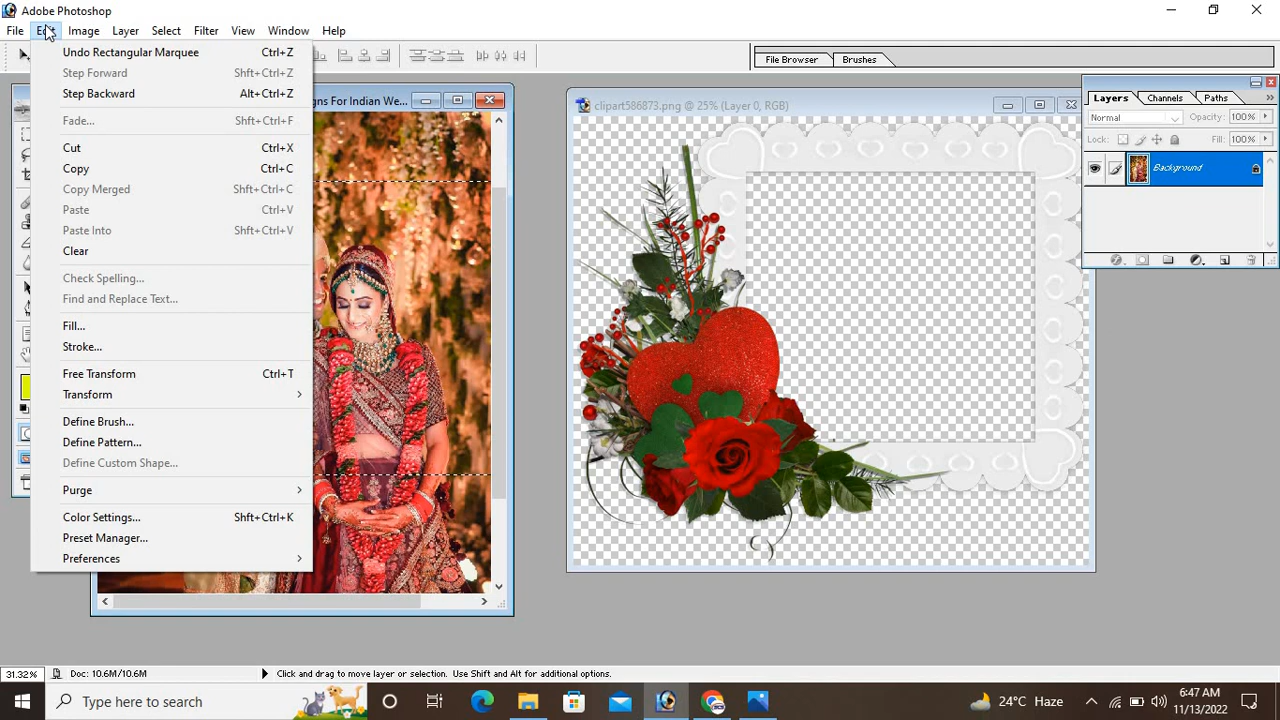 Adobe Photoshop
File Edit Image Layer Select Filter View Window Help
File Browser Brushes
Undo Rectangular Marquee Ctrl+Z
Step Forward Shft+Ctrl+Z
Step Backward Alt+Ctrl+Z
Fade... Shft+Ctrl+F
Cut Ctrl+X
Copy Ctrl+C
Copy Merged Shft+Ctrl+C
Paste Ctrl+V
Paste Into Shft+Ctrl+V
Clear
Check Spelling...
Find and Replace Text...
Fill...
Stroke...
Free Transform Ctrl+T
Transform
Define Brush...
Define Pattern...
Define Custom Shape...
Purge
Color Settings... Shft+Ctrl+K
Preset Manager...
Preferences
igns For Indian We...
clipart586873.png @ 25% (Layer 0, RGB)
Layers Channels Paths
Normal Opacity: 100%
Lock: Fill: 100%
Background
31.32% Doc: 10.6M/10.6M Click and drag to move layer or selection. Use Shift and Alt for additional options.
Type here to search
24°C Haze
6:47 AM
11/13/2022